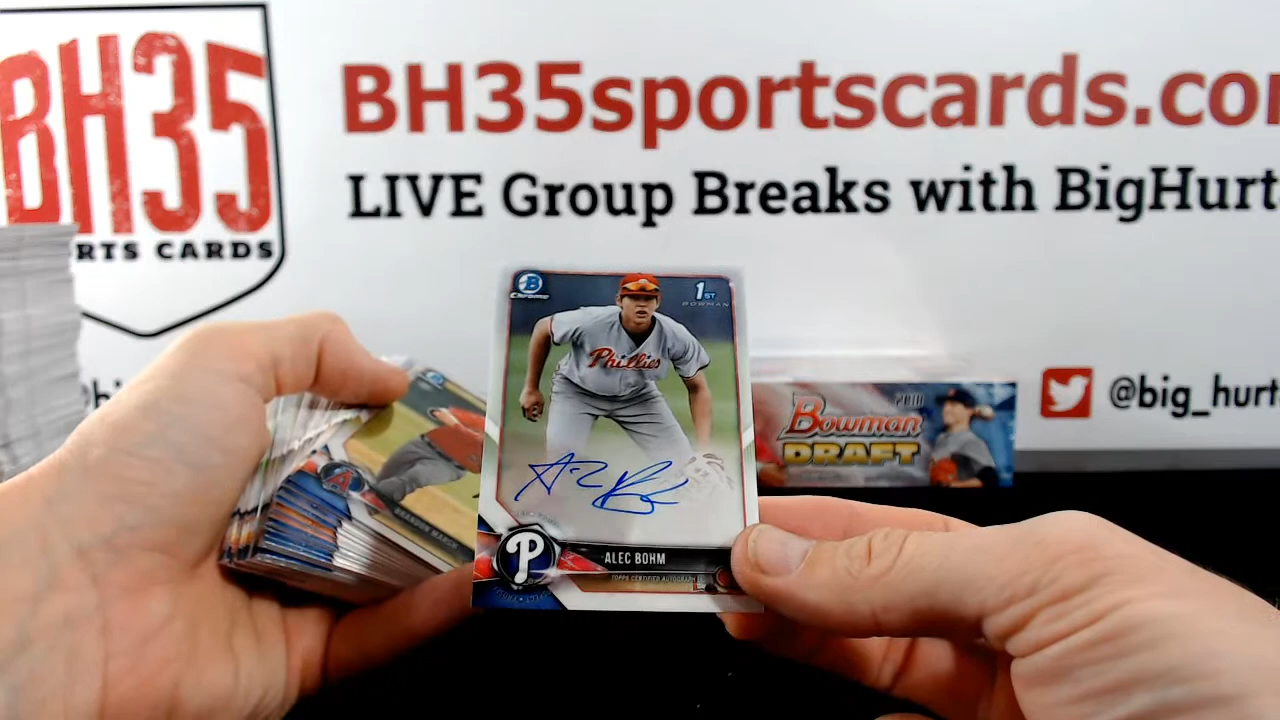 BH35
RTS CARDS
BH35sportscards.co
LIVE Group Breaks with BigHurt
@big_hurt
B
Chrome
1ST
BOWMAN
Phillies
P
ALEC BOHM
TOPPS CERTIFIED AUTOGRAPH
A
BRANDON MARSH
Bowman
DRAFT